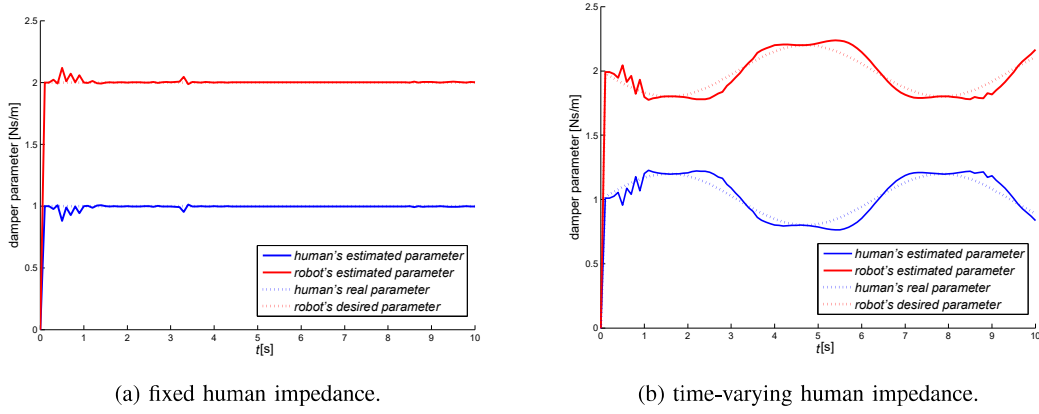 2.5
2
1.5
1
0.5
0
damper parameter [Ns/m]
human's estimated parameter
robot's estimated parameter
human's real parameter
robot's desired parameter
0 1 2 3 4 5 6 7 8 9 10
t[s]
(a) fixed human impedance.
2.5
2
1.5
1
0.5
0
damper parameter [Ns/m]
human's estimated parameter
robot's estimated parameter
human's real parameter
robot's desired parameter
0 1 2 3 4 5 6 7 8 9 10
t[s]
(b) time-varying human impedance.